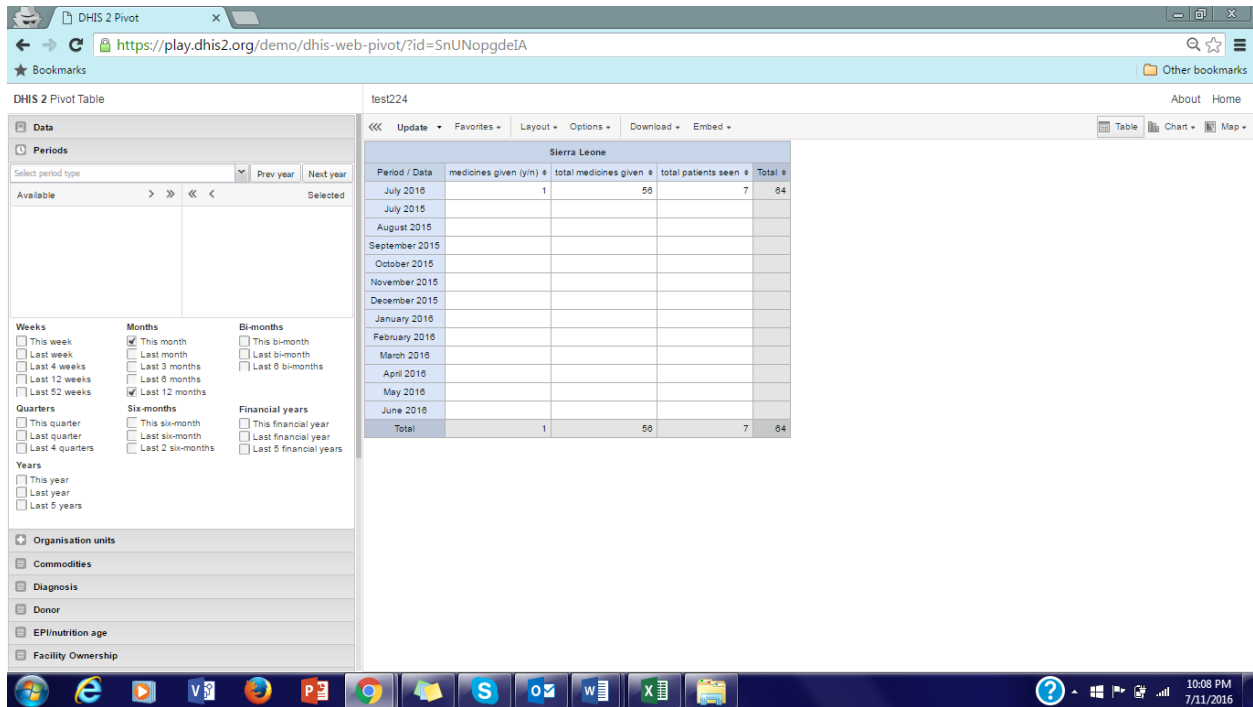 DHIS 2 Pivot
https://play.dhis2.org/demo/dhis-web-pivot/?id=SnUNopgdeIA
Bookmarks
Other bookmarks
DHIS 2 Pivot Table
test224
About Home
Data
Update Favorites Layout Options Download Embed
Table Chart Map
Periods
Select period type
Prev year Next year
Available
Selected
Weeks Months Bi-months
This week This month This bi-month
Last week Last month Last bi-month
Last 4 weeks Last 3 months Last 6 bi-months
Last 12 weeks Last 6 months
Last 52 weeks Last 12 months
Quarters Six-months Financial years
This quarter This six-month This financial year
Last quarter Last six-month Last financial year
Last 4 quarters Last 2 six-months Last 5 financial years
Years
This year
Last year
Last 5 years
Organisation units
Commodities
Diagnosis
Donor
EPI/nutrition age
Facility Ownership
Sierra Leone
Period / Data medicines given (y/n) total medicines given total patients seen Total
July 2016 1 56 7 64
July 2015
August 2015
September 2015
October 2015
November 2015
December 2015
January 2016
February 2016
March 2016
April 2016
May 2016
June 2016
Total 1 56 7 64
10:08 PM
7/11/2016